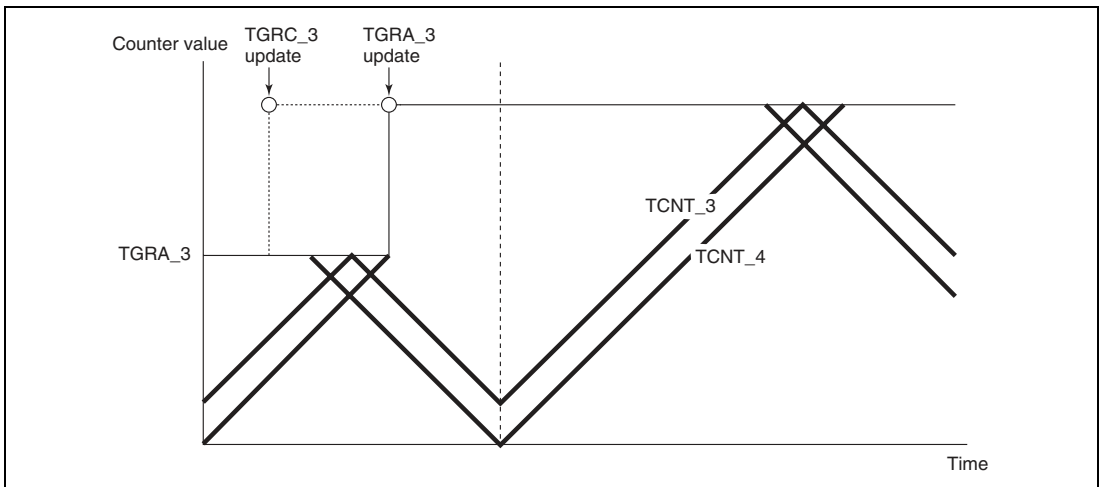 Counter value
TGRC_3
update
TGRA_3
update
TGRA_3
TCNT_3
TCNT_4
Time